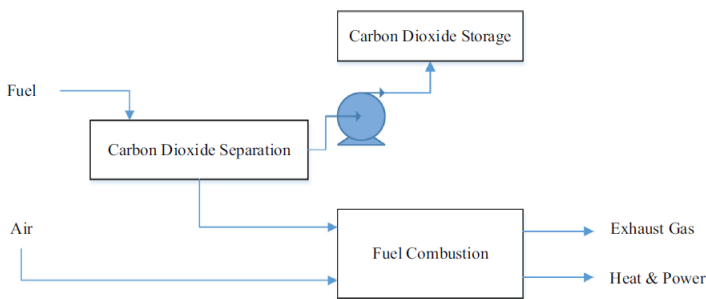 Carbon Dioxide Storage
Fuel
Carbon Dioxide Separation
Air
Fuel Combustion
Exhaust Gas
Heat & Power